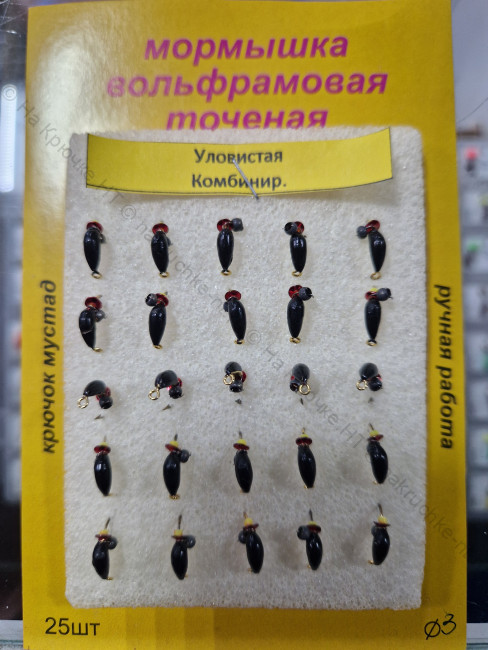 мормышка
вольфрамовая
точеная
Уловистая
Комбинир.
крючок мустад
ручная работа
25шт
ø3